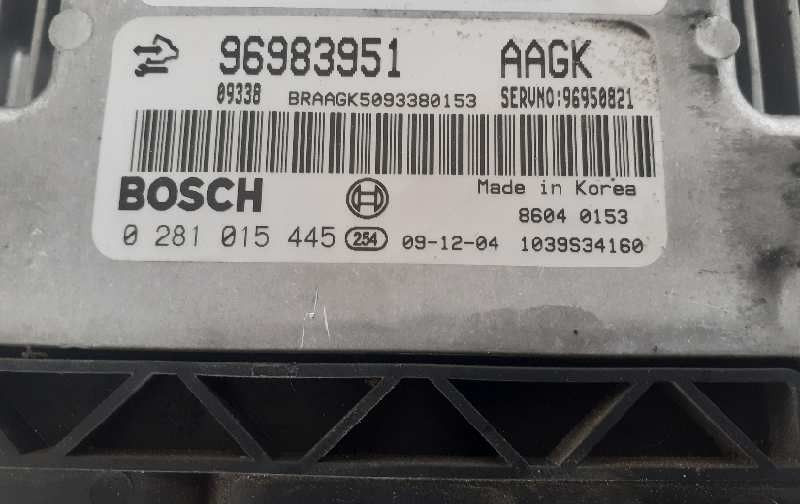 96983951 AAGK
09338 BRAAGK5093380153 SERVNO:96950821
BOSCH Made in Korea
8604 0153
0 281 015 445 254 09-12-04 1039S34160